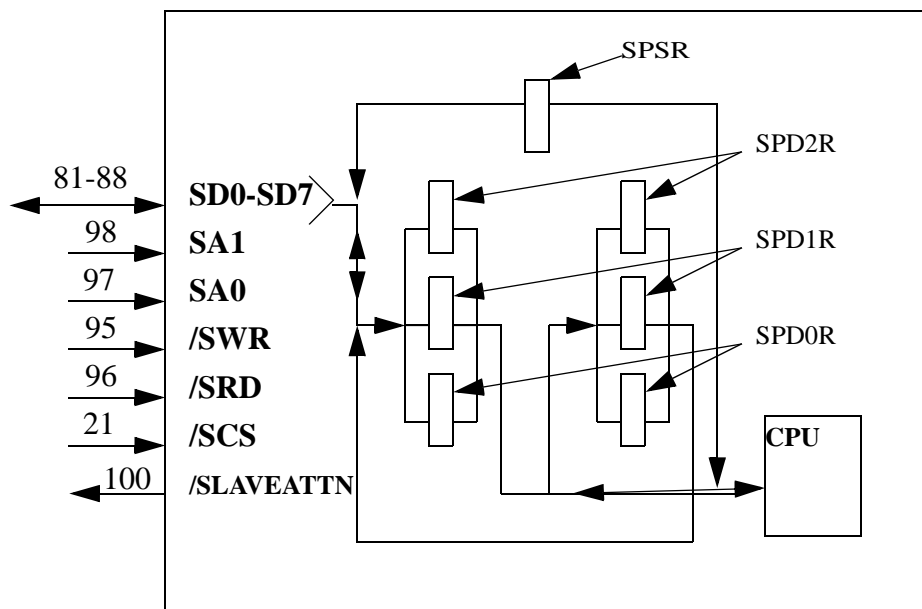 SPSR
SPD2R
81-88
SD0-SD7
98
SA1
SPD1R
97
SA0
95
/SWR
SPD0R
96
/SRD
21
/SCS
CPU
100
/SLAVEATTN